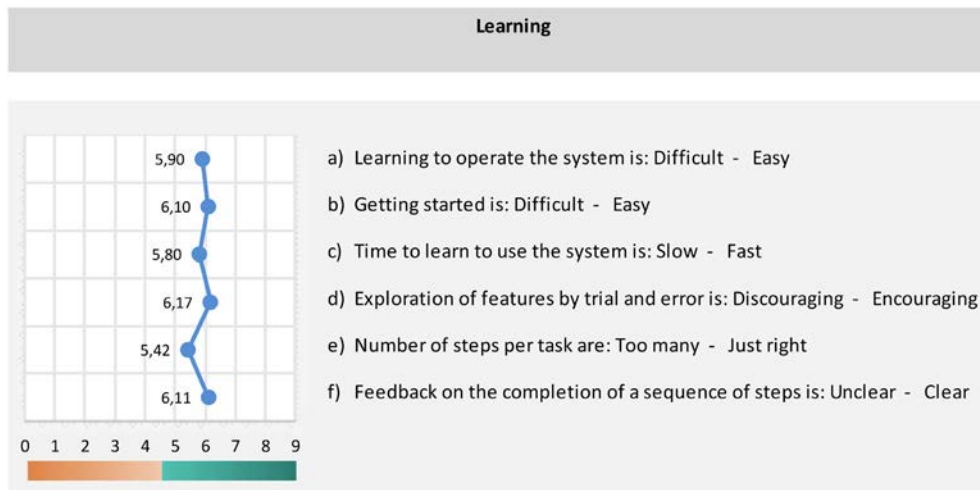 Learning
5,90 a) Learning to operate the system is: Difficult - Easy
6,10 b) Getting started is: Difficult - Easy
5,80 c) Time to learn to use the system is: Slow - Fast
6,17 d) Exploration of features by trial and error is: Discouraging - Encouraging
5,42 e) Number of steps per task are: Too many - Just right
6,11 f) Feedback on the completion of a sequence of steps is: Unclear - Clear
0 1 2 3 4 5 6 7 8 9